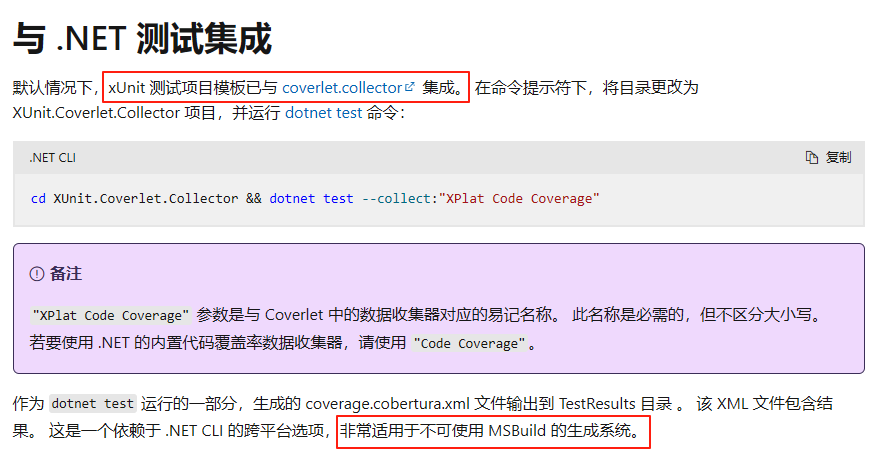 与 .NET 测试集成
默认情况下，xUnit 测试项目模板已与 coverlet.collector 集成。 在命令提示符下，将目录更改为
XUnit.Coverlet.Collector 项目，并运行 dotnet test 命令：
.NET CLI
复制
cd XUnit.Coverlet.Collector && dotnet test --collect:"XPlat Code Coverage"
备注
"XPlat Code Coverage" 参数是与 Coverlet 中的数据收集器对应的易记名称。 此名称是必需的，但不区分大小写。
若要使用 .NET 的内置代码覆盖率数据收集器，请使用 "Code Coverage"。
作为 dotnet test 运行的一部分，生成的 coverage.cobertura.xml 文件输出到 TestResults 目录 。 该 XML 文件包含结
果。 这是一个依赖于 .NET CLI 的跨平台选项，非常适用于不可使用 MSBuild 的生成系统。